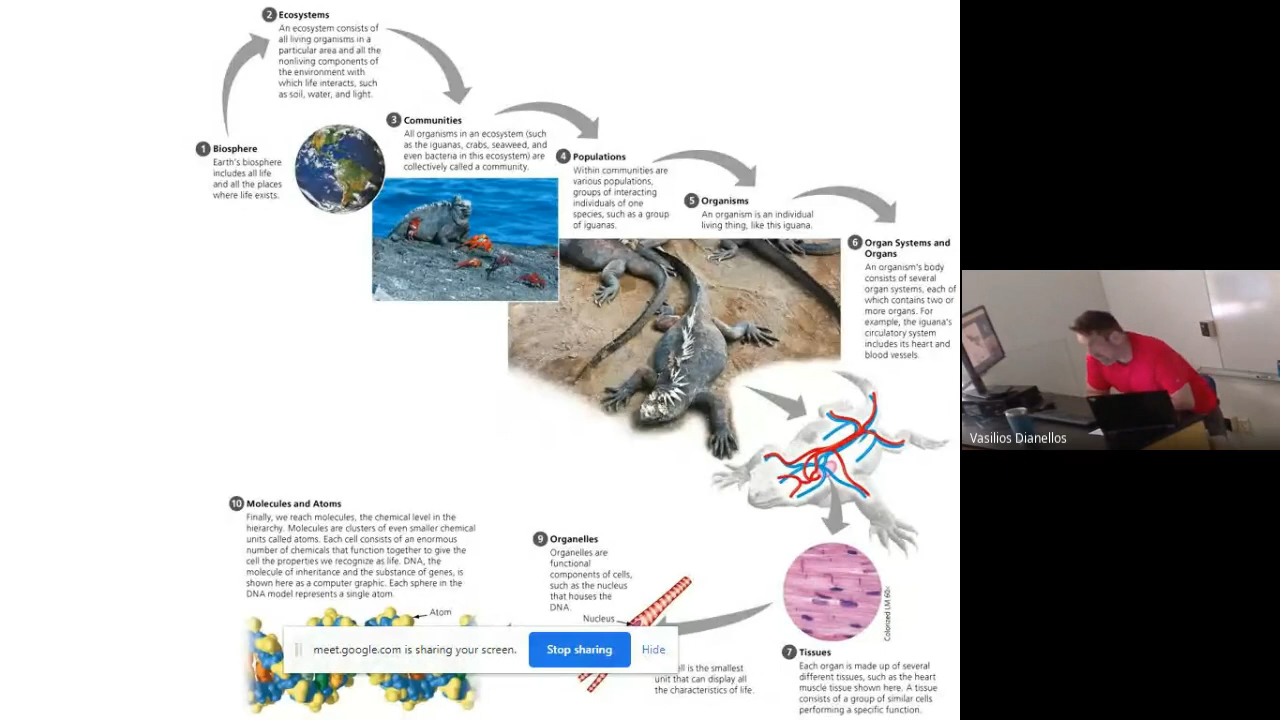 2 Ecosystems
An ecosystem consists of
all living organisms in a
particular area and all the
nonliving components of
the environment with
which life interacts, such
as soil, water, and light.
1 Biosphere
Earth's biosphere
includes all life
and all the places
where life exists.
3 Communities
All organisms in an ecosystem (such
as the iguanas, crabs, seaweed, and
even bacteria in this ecosystem) are
collectively called a community.
4 Populations
Within communities are
various populations,
groups of interacting
individuals of one
species, such as a group
of iguanas.
5 Organisms
An organism is an individual
living thing, like this iguana.
6 Organ Systems and
Organs
An organism's body
consists of several
organ systems, each of
which contains two or
more organs. For
example, the iguana's
circulatory system
includes its heart and
blood vessels.
Vasilios Dianellos
10 Molecules and Atoms
Finally, we reach molecules, the chemical level in the
hierarchy. Molecules are clusters of even smaller chemical
units called atoms. Each cell consists of an enormous
number of chemicals that function together to give the
cell the properties we recognize as life. DNA, the
molecule of inheritance and the substance of genes, is
shown here as a computer graphic. Each sphere in the
DNA model represents a single atom.
Atom
9 Organelles
Organelles are
functional
components of cells,
such as the nucleus
that houses the
DNA.
Nucleus
Colorized LM 60×
7 Tissues
Each organ is made up of several
different tissues, such as the heart
muscle tissue shown here. A tissue
consists of a group of similar cells
performing a specific function.
meet.google.com is sharing your screen.
Stop sharing
Hide
is the smallest
unit that can display all
the characteristics of life.